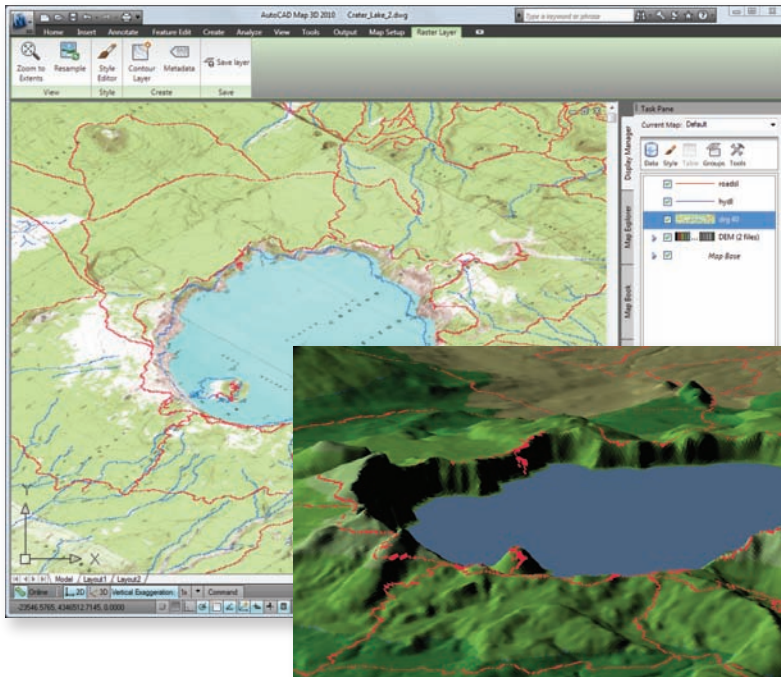 AutoCAD Map 3D 2010 Crater_Lake_2.dwg
Type a keyword or phrase
Home Insert Annotate Feature Edit Create Analyze View Tools Output Map Setup Raster Layer
Zoom to Extents
Resample
Style Editor
Contour Layer
Metadata
Save layer
View Style Create Save
Task Pane
Current Map: Default
Data Style Table Groups Tools
Display Manager
Map Explorer
Map Book
roadsl
hydll
drg 40
DEM (2 files)
Map Base
Y
X
Model Layout1 Layout2
Online 2D 3D Vertical Exaggeration: 1x Command
-23546.5765, 4346512.7145, 0.0000